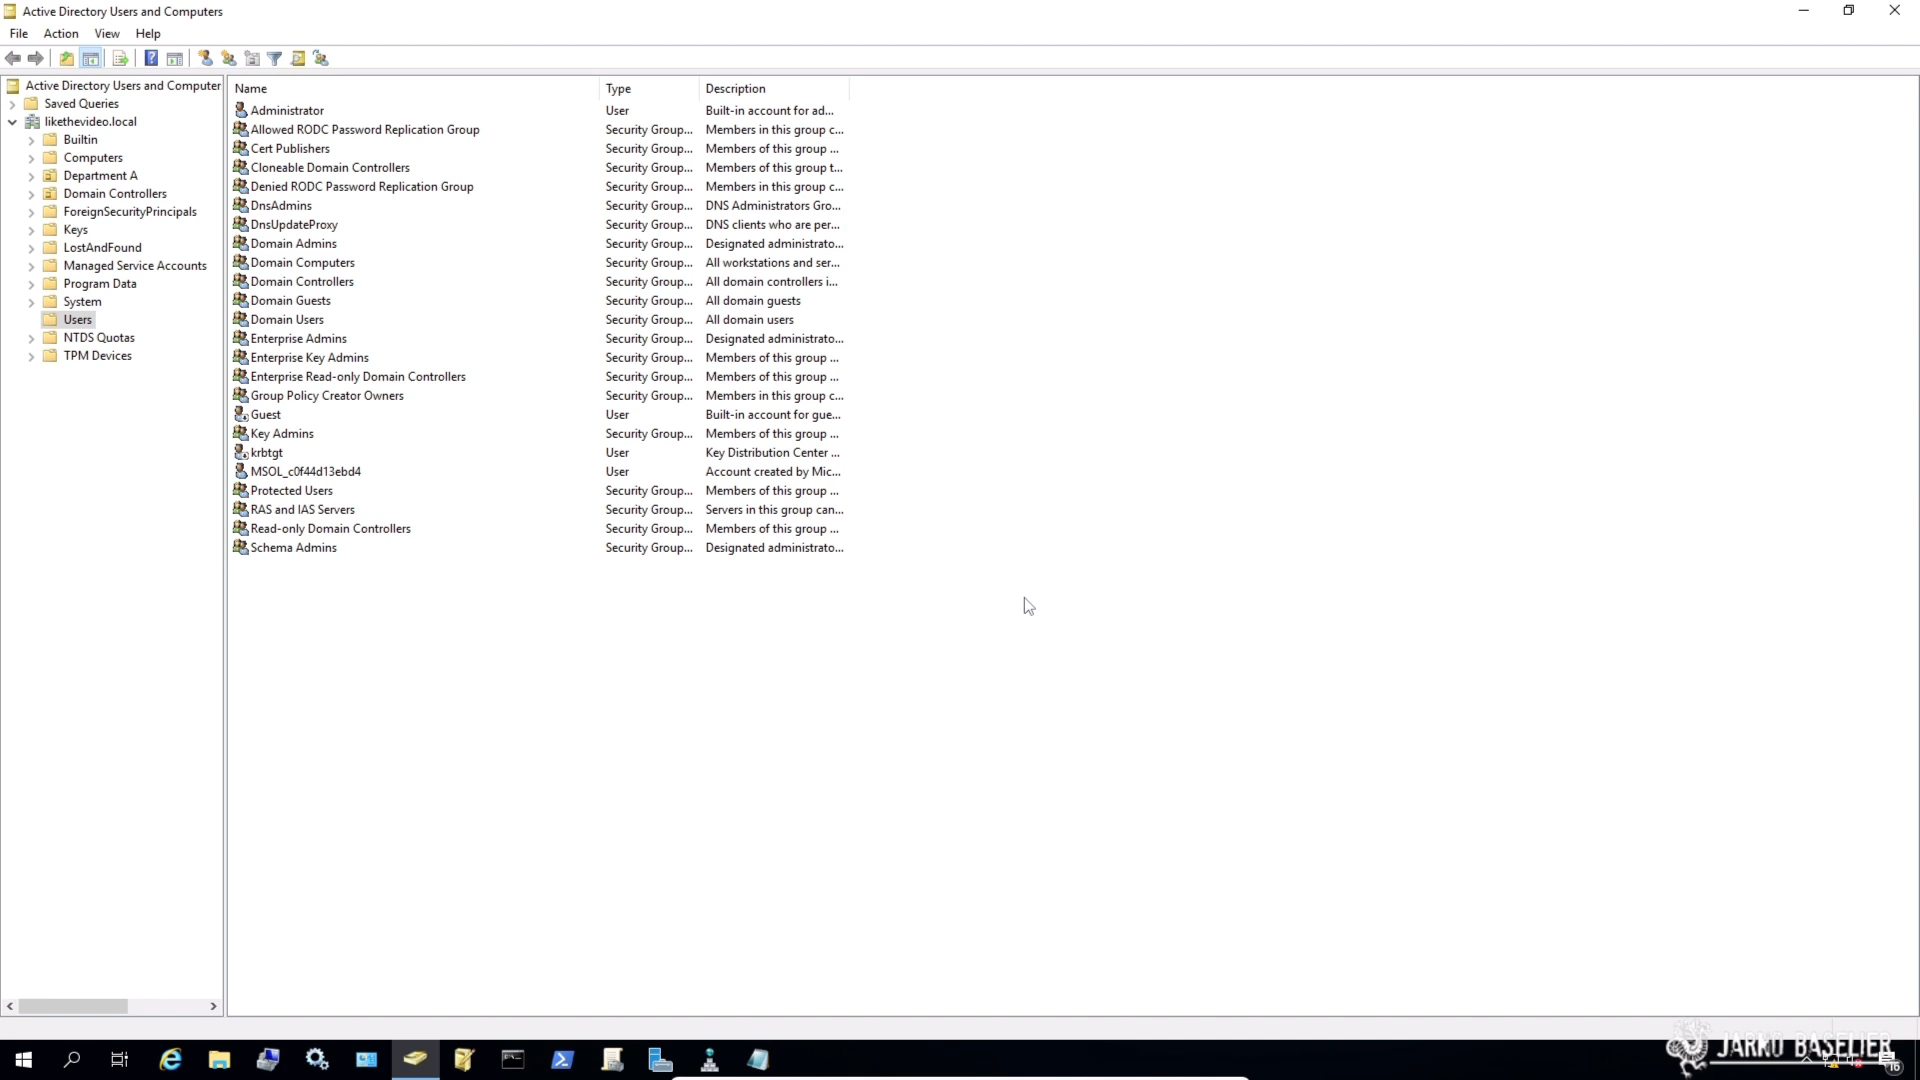 Active Directory Users and Computers
File Action View Help
Active Directory Users and Computer
Saved Queries
likethevideo.local
Builtin
Computers
Department A
Domain Controllers
ForeignSecurityPrincipals
Keys
LostAndFound
Managed Service Accounts
Program Data
System
Users
NTDS Quotas
TPM Devices
Name Type Description
Administrator User Built-in account for ad...
Allowed RODC Password Replication Group Security Group... Members in this group c...
Cert Publishers Security Group... Members of this group ...
Cloneable Domain Controllers Security Group... Members of this group t...
Denied RODC Password Replication Group Security Group... Members in this group c...
DnsAdmins Security Group... DNS Administrators Gro...
DnsUpdateProxy Security Group... DNS clients who are per...
Domain Admins Security Group... Designated administrato...
Domain Computers Security Group... All workstations and ser...
Domain Controllers Security Group... All domain controllers i...
Domain Guests Security Group... All domain guests
Domain Users Security Group... All domain users
Enterprise Admins Security Group... Designated administrato...
Enterprise Key Admins Security Group... Members of this group ...
Enterprise Read-only Domain Controllers Security Group... Members of this group ...
Group Policy Creator Owners Security Group... Members in this group c...
Guest User Built-in account for gue...
Key Admins Security Group... Members of this group ...
krbtgt User Key Distribution Center ...
MSOL_c0f44d13ebd4 User Account created by Mic...
Protected Users Security Group... Members of this group ...
RAS and IAS Servers Security Group... Servers in this group can...
Read-only Domain Controllers Security Group... Members of this group ...
Schema Admins Security Group... Designated administrato...
JARNO BASELIER
16